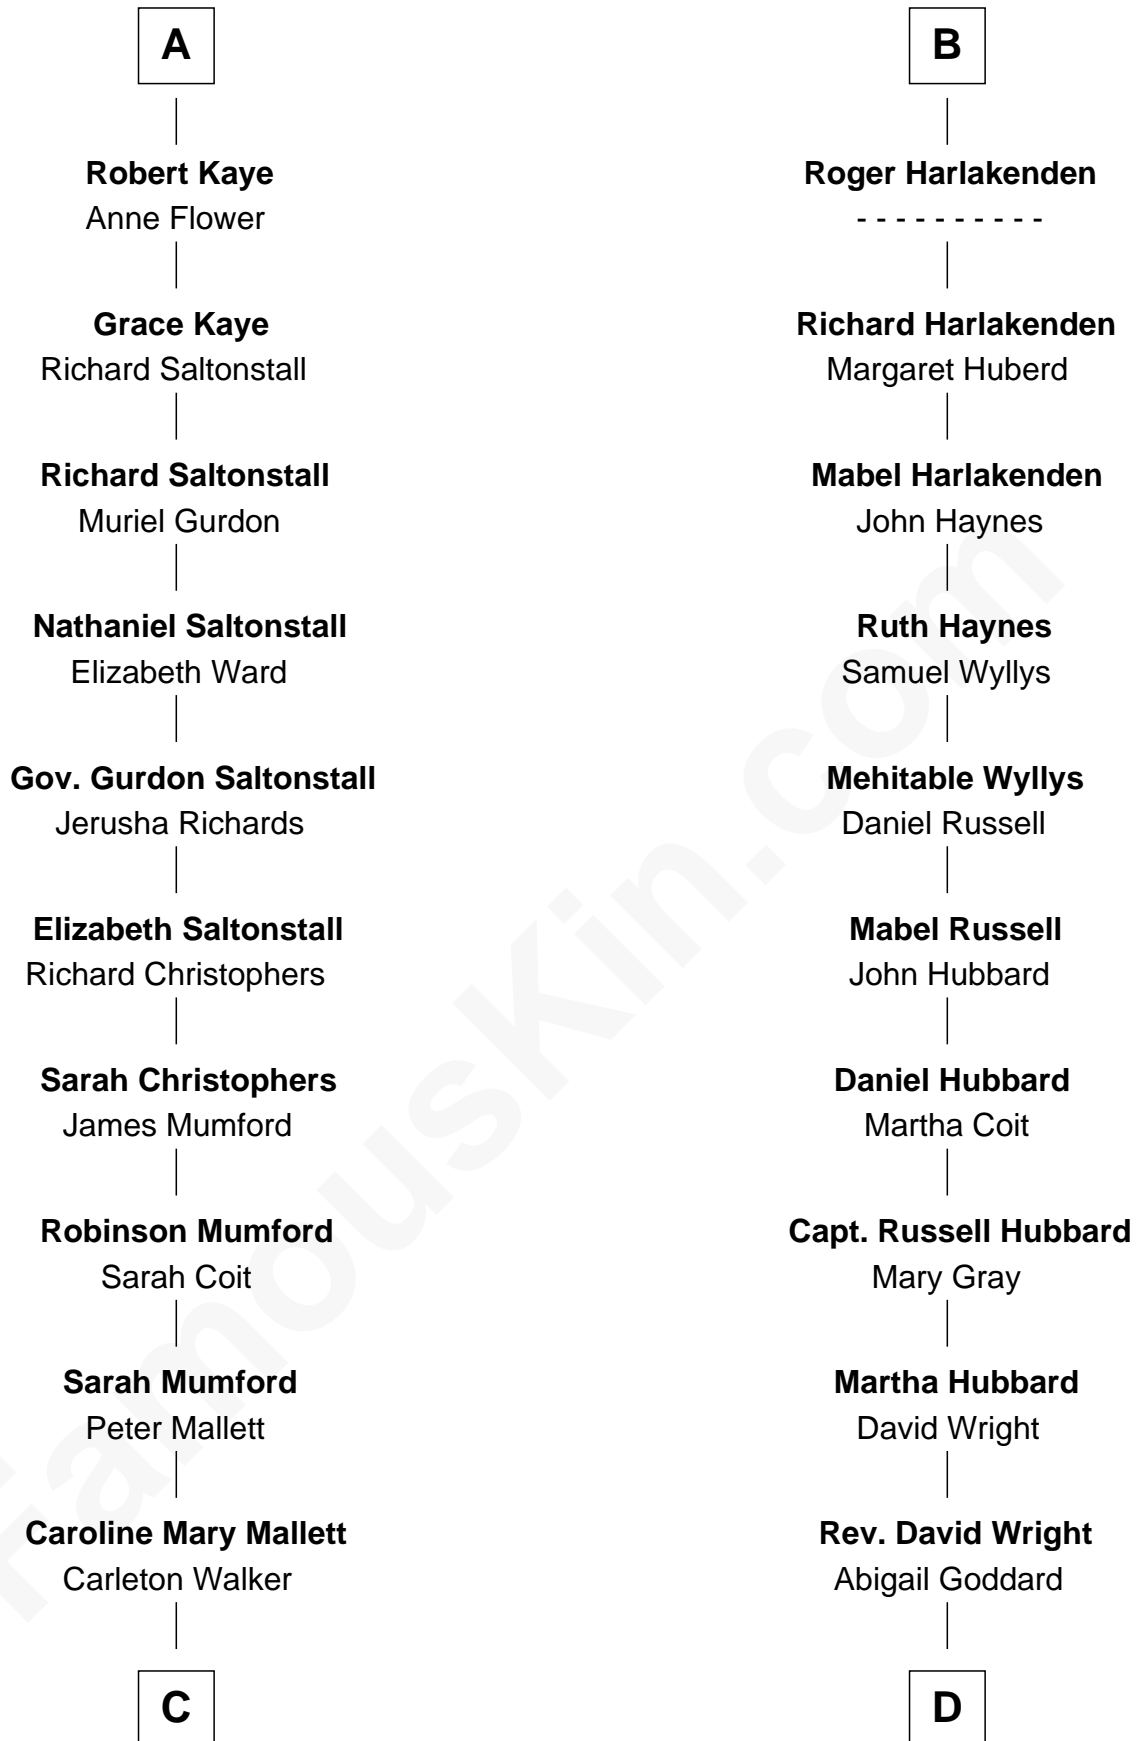 A
Robert Kaye
Anne Flower
Grace Kaye
Richard Saltonstall
Richard Saltonstall
Muriel Gurdon
Nathaniel Saltonstall
Elizabeth Ward
Gov. Gurdon Saltonstall
Jerusha Richards
Elizabeth Saltonstall
Richard Christophers
Sarah Christophers
James Mumford
Robinson Mumford
Sarah Coit
Sarah Mumford
Peter Mallett
Caroline Mary Mallett
Carleton Walker
C
B
Roger Harlakenden
- - - - - - - - - -
Richard Harlakenden
Margaret Huberd
Mabel Harlakenden
John Haynes
Ruth Haynes
Samuel Wyllys
Mehitable Wyllys
Daniel Russell
Mabel Russell
John Hubbard
Daniel Hubbard
Martha Coit
Capt. Russell Hubbard
Mary Gray
Martha Hubbard
David Wright
Rev. David Wright
Abigail Goddard
D
FamousKin.com